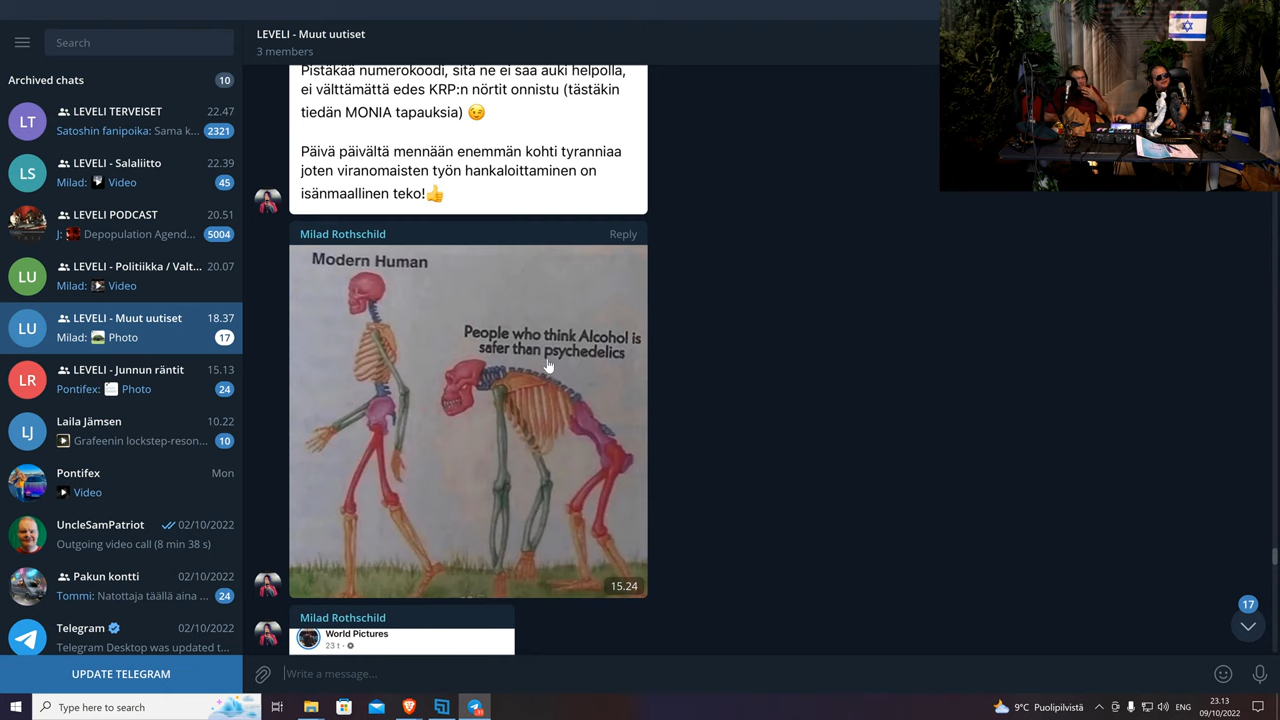 Search
Archived chats
10
LT
LEVELI TERVEISET
22.47
Satoshin fanipoika: Sama k...
2321
LS
LEVELI - Salaliitto
22.39
Milad: Video
45
LEVELI PODCAST
20.51
J: Depopulation Agend...
5004
LU
LEVELI - Politiikka / Valt...
20.07
Milad: Video
LU
LEVELI - Muut uutiset
18.37
Milad: Photo
17
LR
LEVELI - Junnun räntit
15.13
Pontifex: Photo
24
LJ
Laila Jämsen
10.22
Grafeenin lockstep-reson...
10
Pontifex
Mon
Video
UncleSamPatriot
02/10/2022
Outgoing video call (8 min 38 s)
Pakun kontti
02/10/2022
Tommi: Natottaja täällä aina ...
24
Telegram
02/10/2022
Telegram Desktop was updated t...
UPDATE TELEGRAM
LEVELI - Muut uutiset
3 members
Pistäkää numerokoodi, sitä ne ei saa auki helpolla,
ei välttämättä edes KRP:n nörtit onnistu (tästäkin
tiedän MONIA tapauksia)
Päivä päivältä mennään enemmän kohti tyranniaa
joten viranomaisten työn hankaloittaminen on
isänmaallinen teko!
Milad Rothschild
Reply
Modern Human
People who think Alcohol is
safer than psychedelics
15.24
Milad Rothschild
World Pictures
23 t ·
17
Write a message...
Type here to search
9°C Puolipilvistä
ENG
23.13
09/10/2022